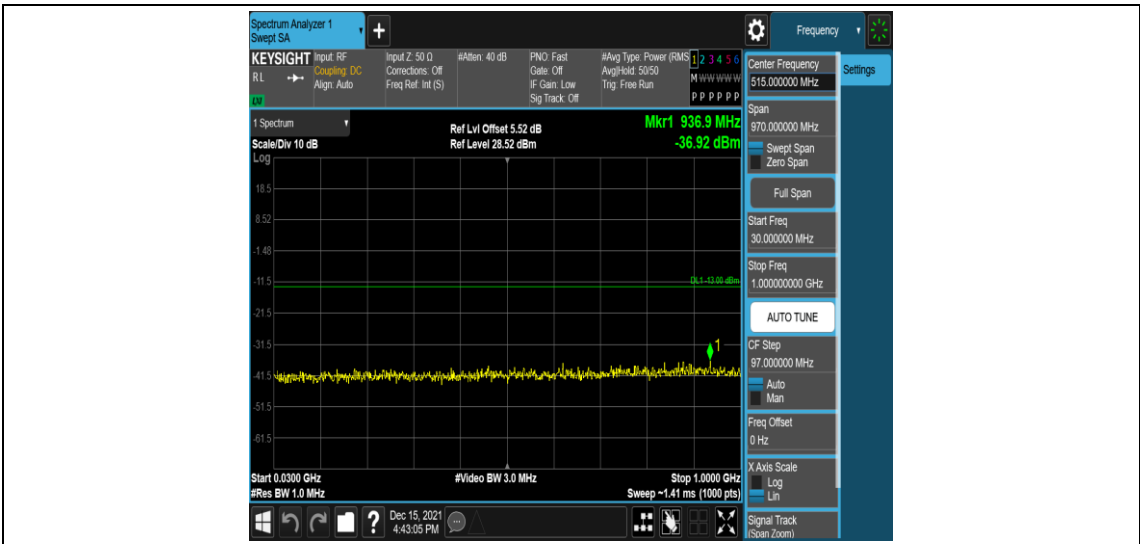 Spectrum Analyzer 1
Swept SA
+
Frequency
KEYSIGHT
RL
LXI
Input: RF
Coupling: DC
Align: Auto
Input Z: 50 Ω
Corrections: Off
Freq Ref: Int (S)
#Atten: 40 dB
PNO: Fast
Gate: Off
IF Gain: Low
Sig Track: Off
#Avg Type: Power (RMS
Avg|Hold: 50/50
Trig: Free Run
1 2 3 4 5 6
M W W W W W
P P P P P P
1 Spectrum
Scale/Div 10 dB
Ref Lvl Offset 5.52 dB
Ref Level 28.52 dBm
Mkr1 936.9 MHz
-36.92 dBm
Log
18.5
8.52
-1.48
-11.5
DL1 -13.00 dBm
-21.5
-31.5
1
-41.5
-51.5
-61.5
Start 0.0300 GHz
#Res BW 1.0 MHz
#Video BW 3.0 MHz
Stop 1.0000 GHz
Sweep ~1.41 ms (1000 pts)
?
Dec 15, 2021
4:43:05 PM
Center Frequency
515.000000 MHz
Settings
Span
970.000000 MHz
Swept Span
Zero Span
Full Span
Start Freq
30.000000 MHz
Stop Freq
1.000000000 GHz
AUTO TUNE
CF Step
97.000000 MHz
Auto
Man
Freq Offset
0 Hz
X Axis Scale
Log
Lin
Signal Track
(Span Zoom)